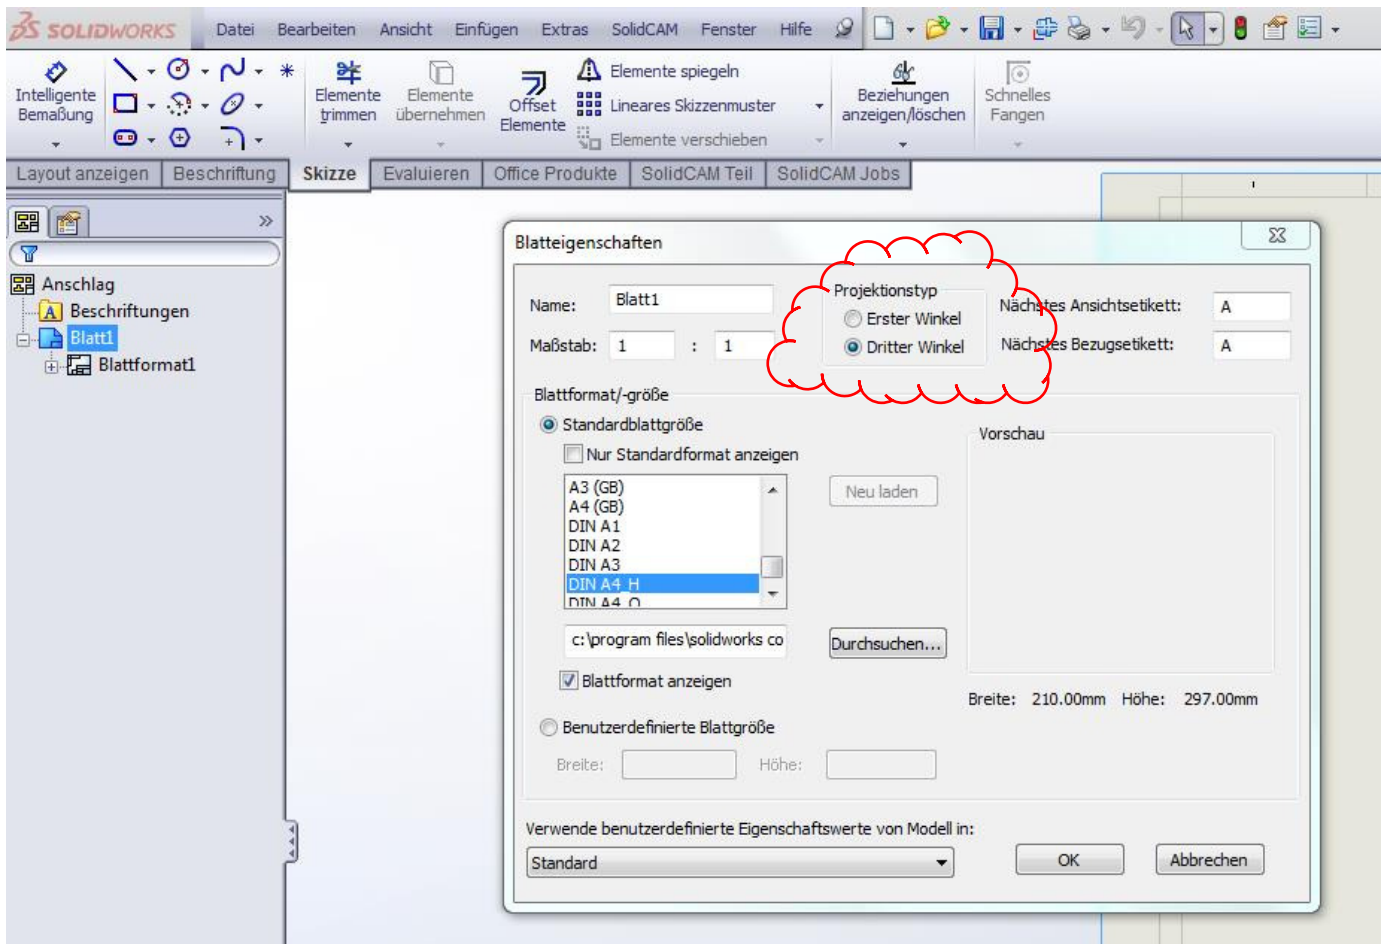 SOLIDWORKS Datei Bearbeiten Ansicht Einfügen Extras SolidCAM Fenster Hilfe
Intelligente Bemaßung
Elemente trimmen
Elemente übernehmen
Offset Elemente
Elemente spiegeln
Lineares Skizzenmuster
Elemente verschieben
Beziehungen anzeigen/löschen
Schnelles Fangen
Layout anzeigen Beschriftung Skizze Evaluieren Office Produkte SolidCAM Teil SolidCAM Jobs
Anschlag
A Beschriftungen
Blatt1
Blattformat1
Blatteigenschaften
Name: Blatt1
Maßstab: 1 : 1
Projektionstyp
Erster Winkel
Dritter Winkel
Nächstes Ansichtsetikett: A
Nächstes Bezugsetikett: A
Blattformat/-größe
Standardblattgröße
Nur Standardformat anzeigen
A3 (GB)
A4 (GB)
DIN A1
DIN A2
DIN A3
DIN A4_H
DIN A4_Q
Neu laden
c:\program files\solidworks co
Durchsuchen...
Blattformat anzeigen
Vorschau
Breite: 210.00mm Höhe: 297.00mm
Benutzerdefinierte Blattgröße
Breite: Höhe:
Verwende benutzerdefinierte Eigenschaftswerte von Modell in:
Standard
OK
Abbrechen